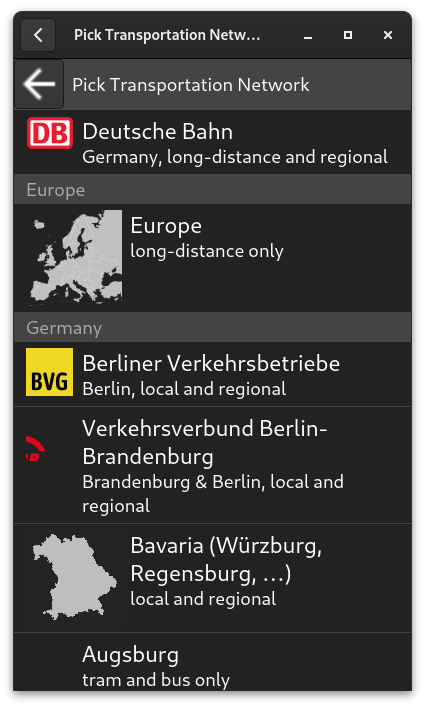 Pick Transportation Netw...
Pick Transportation Network
DB
Deutsche Bahn
Germany, long-distance and regional
Europe
Europe
long-distance only
Germany
BVG
Berliner Verkehrsbetriebe
Berlin, local and regional
Verkehrsverbund Berlin-
Brandenburg
Brandenburg & Berlin, local and
regional
Bavaria (Würzburg,
Regensburg, ...)
local and regional
Augsburg
tram and bus only